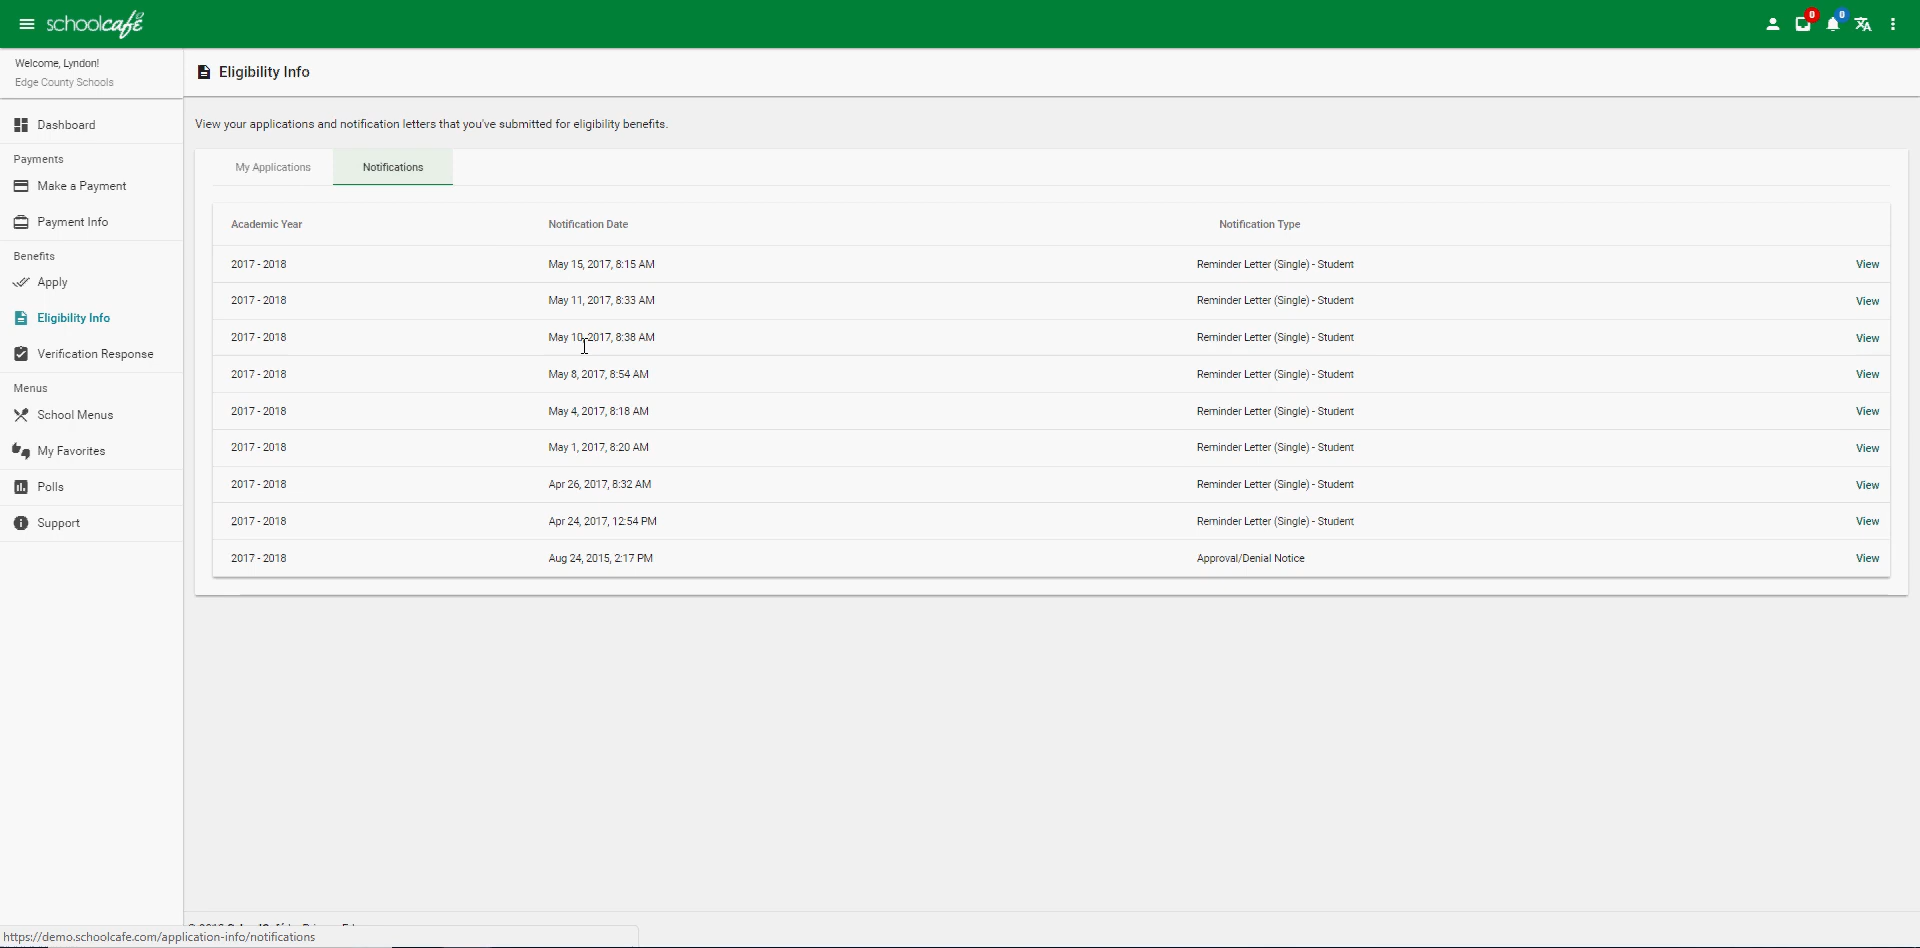 schoolcafé
0
0
Welcome, Lyndon!
Edge County Schools
Eligibility Info
View your applications and notification letters that you've submitted for eligibility benefits.
Dashboard
Payments
Make a Payment
Payment Info
Benefits
Apply
Eligibility Info
Verification Response
Menus
School Menus
My Favorites
Polls
Support
My Applications Notifications
Academic Year Notification Date Notification Type
2017 - 2018 May 15, 2017, 8:15 AM Reminder Letter (Single) - Student View
2017 - 2018 May 11, 2017, 8:33 AM Reminder Letter (Single) - Student View
2017 - 2018 May 10, 2017, 8:38 AM Reminder Letter (Single) - Student View
2017 - 2018 May 8, 2017, 8:54 AM Reminder Letter (Single) - Student View
2017 - 2018 May 4, 2017, 8:18 AM Reminder Letter (Single) - Student View
2017 - 2018 May 1, 2017, 8:20 AM Reminder Letter (Single) - Student View
2017 - 2018 Apr 26, 2017, 8:32 AM Reminder Letter (Single) - Student View
2017 - 2018 Apr 24, 2017, 12:54 PM Reminder Letter (Single) - Student View
2017 - 2018 Aug 24, 2015, 2:17 PM Approval/Denial Notice View
https://demo.schoolcafe.com/application-info/notifications